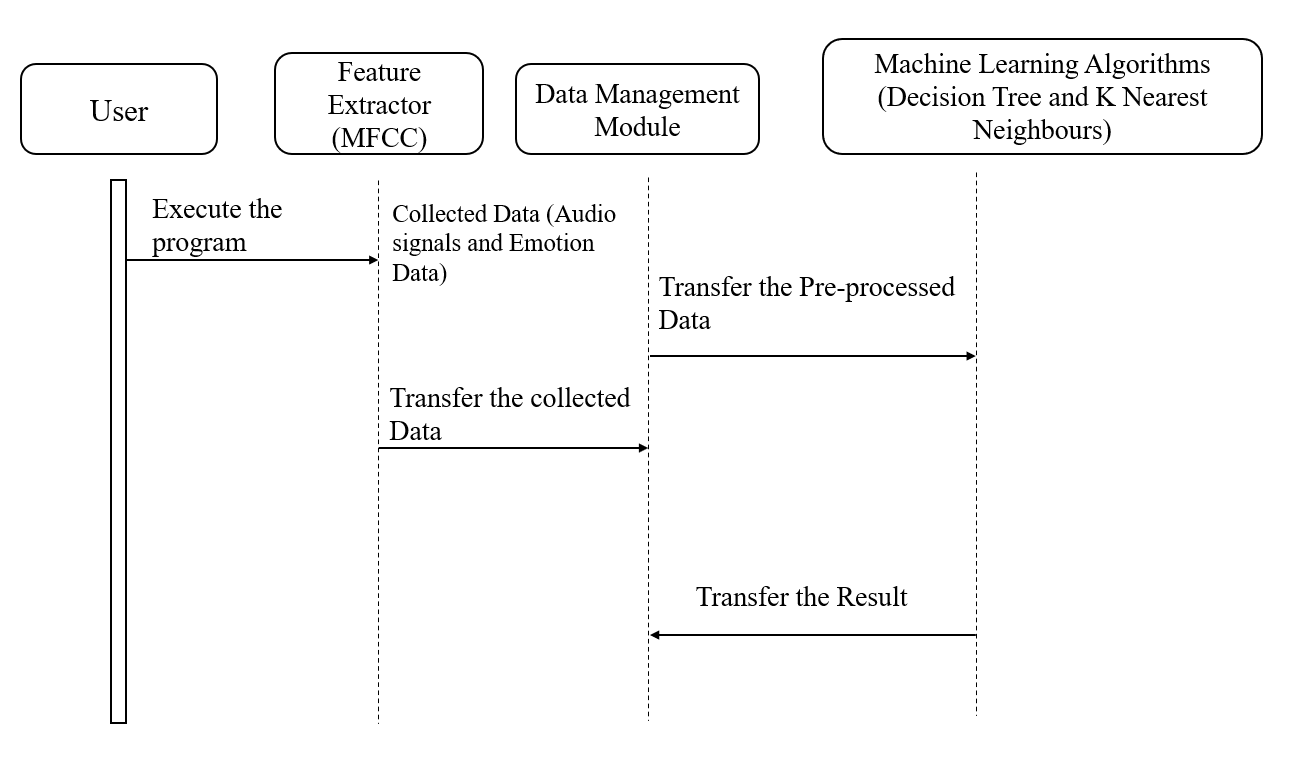 User
Feature
Extractor
(MFCC)
Data Management
Module
Machine Learning Algorithms
(Decision Tree and K Nearest
Neighbours)
Execute the
program
Collected Data (Audio
signals and Emotion
Data)
Transfer the Pre-processed
Data
Transfer the collected
Data
Transfer the Result